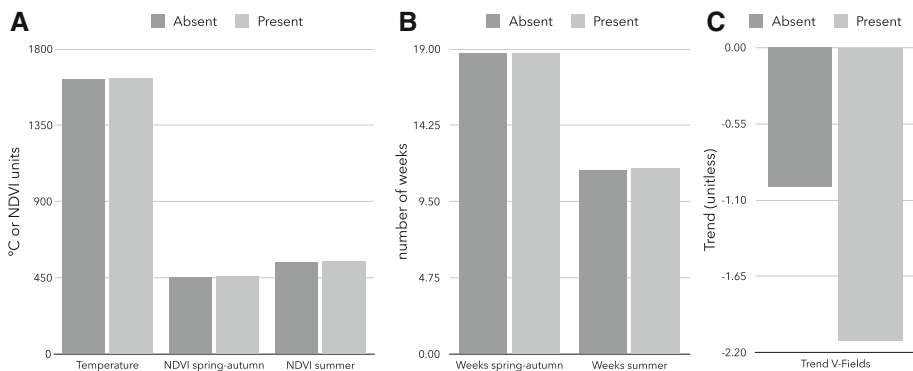 A
Absent Present
1800
1350
900
450
0
°C or NDVI units
Temperature NDVI spring-autumn NDVI summer
B
Absent Present
19.00
14.25
9.50
4.75
0.00
number of weeks
Weeks spring-autumn Weeks summer
C
Absent Present
0.00
-0.55
-1.10
-1.65
-2.20
Trend (unitless)
Trend V-Fields